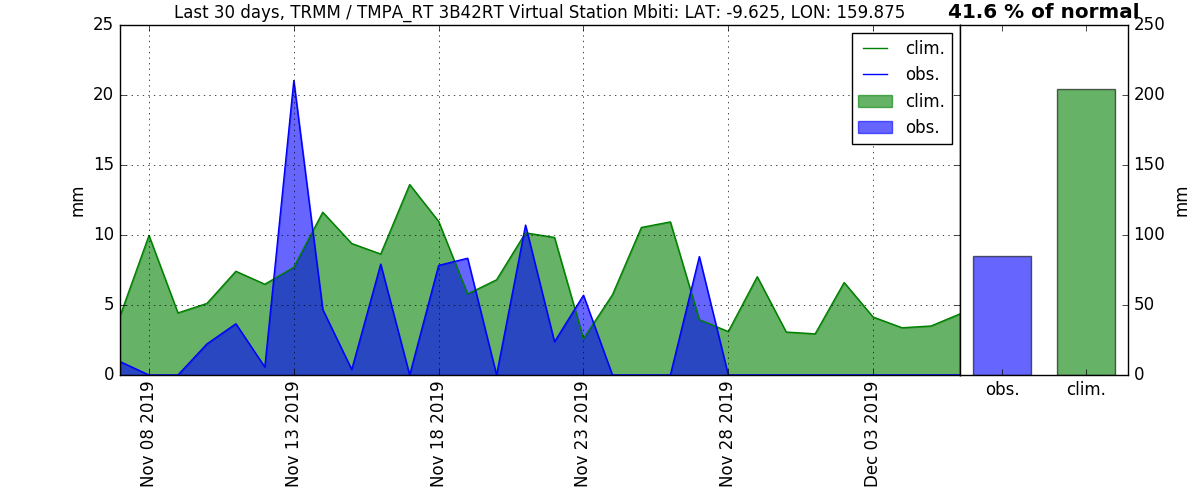 Last 30 days, TRMM / TMPA_RT 3B42RT Virtual Station Mbiti: LAT: -9.625, LON: 159.875
41.6 % of normal
25
20
15
10
5
0
mm
clim.
obs.
clim.
obs.
250
200
150
100
50
0
mm
obs.
clim.
Nov 08 2019
Nov 13 2019
Nov 18 2019
Nov 23 2019
Nov 28 2019
Dec 03 2019